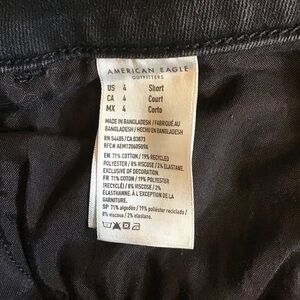 AMERICAN EAGLE
OUTFITTERS
US 4 Short
CA 4 Court
MX 4 Corto
MADE IN BANGLADESH / FABRIQUÉ AU
BANGLADESH / HECHO EN BANGLADESH
RN 54485/CA 03873
EN 71% COTTON / 19% RECYCLED
POLYESTER / 8% VISCOSE / 2% ELASTANE.
EXCLUSIVE OF DECORATION.
FR 71% COTON / 19% POLYESTER
(RECYCLÉ) / 8% VISCOSE / 2%
ÉLASTHANNE. À L'EXCEPTION DE LA
GARNITURE.
SP 71% algodón / 19% poliéster reciclado /
8% viscosa / 2% elastano.